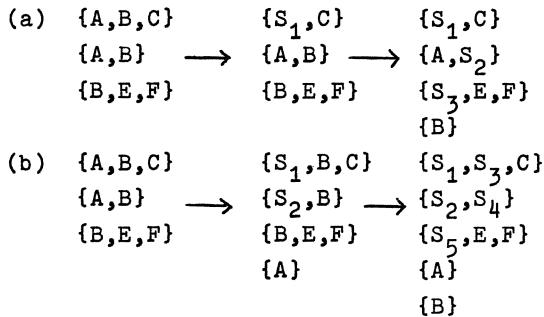 (a) {A,B,C} {S₁,C} {S₁,C}
{A,B} → {A,B} → {A,S₂}
{B,E,F} {B,E,F} {S₃,E,F}
{B}
(b) {A,B,C} {S₁,B,C} {S₁,S₃,C}
{A,B} → {S₂,B} → {S₂,S₄}
{B,E,F} {B,E,F} {S₅,E,F}
{A} {A}
{B}